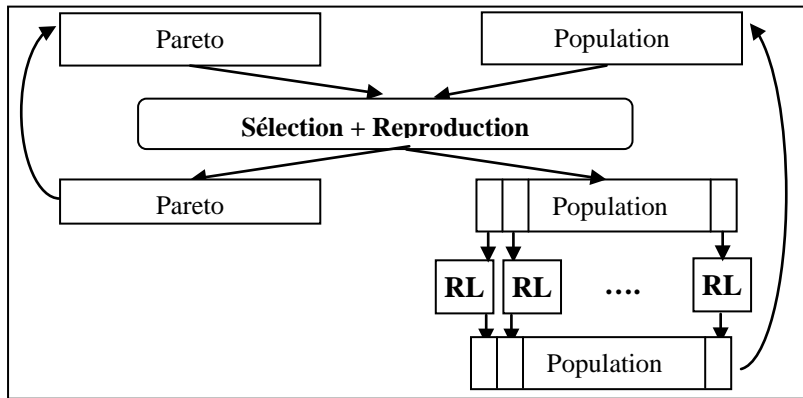 Pareto
Population
Sélection + Reproduction
Pareto
Population
RL RL .... RL
Population